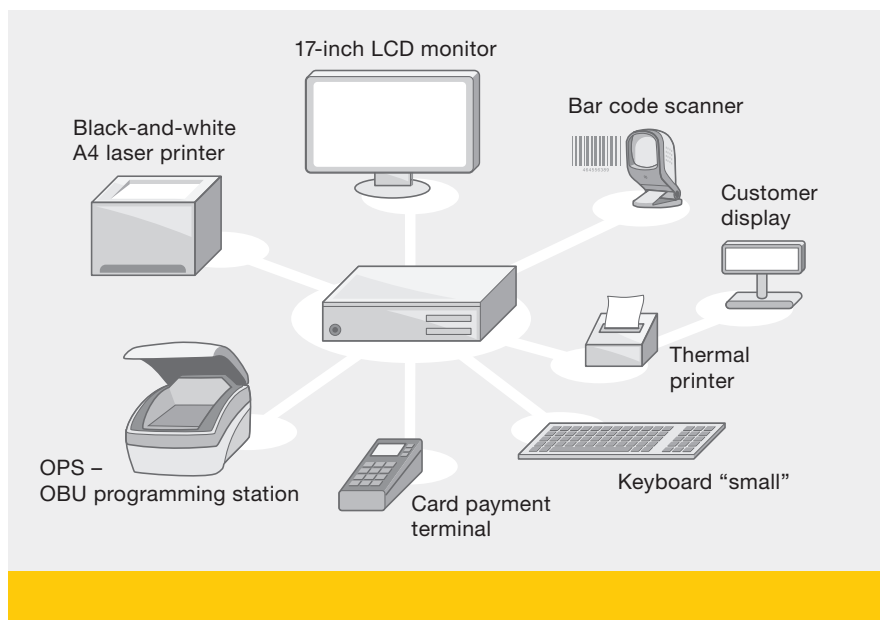 17-inch LCD monitor
Bar code scanner
Black-and-white
A4 laser printer
Customer
display
Thermal
printer
OPS –
OBU programming station
Keyboard “small”
Card payment
terminal